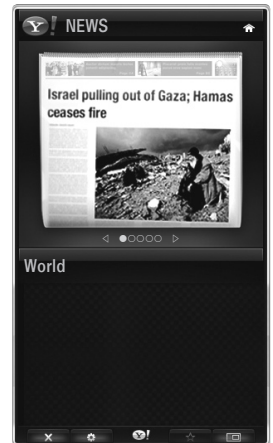 Y! NEWS
Israel pulling out of Gaza; Hamas
ceases fire
World
Y!